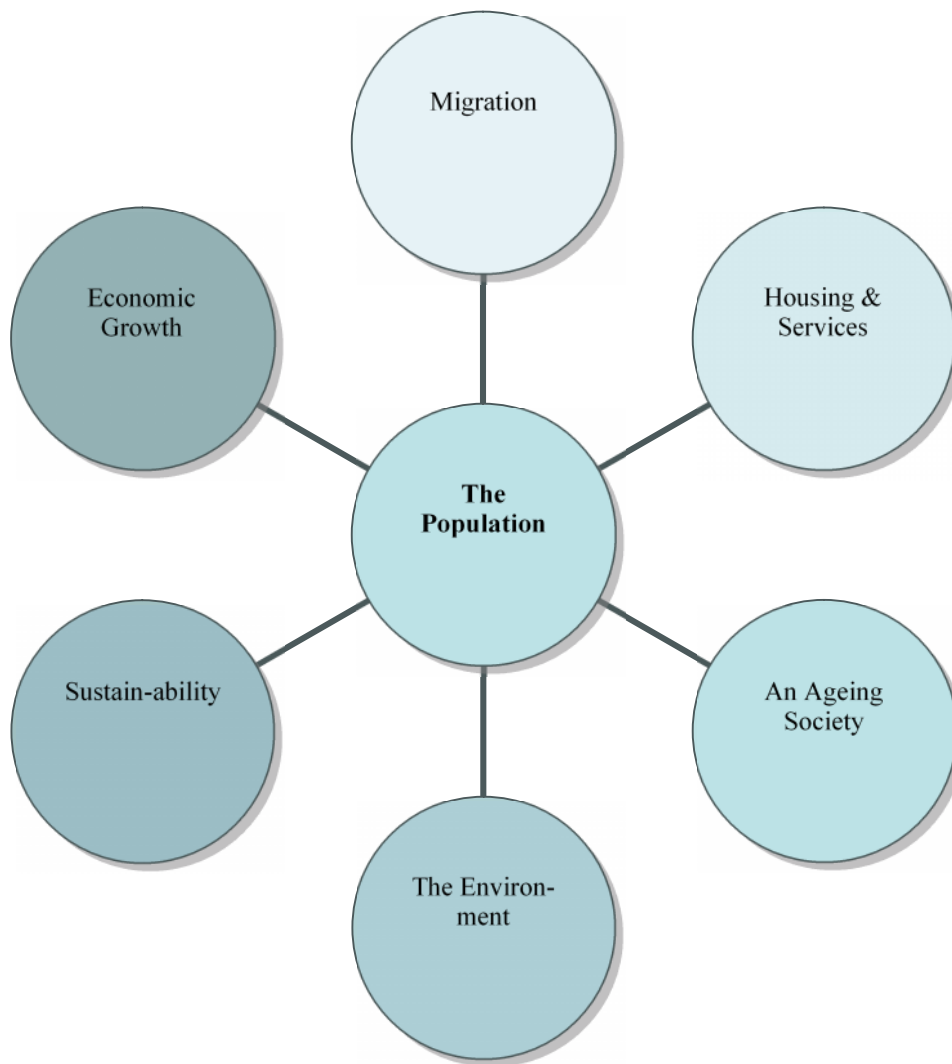 Migration
Economic
Growth
Housing &
Services
The
Population
Sustain-ability
An Ageing
Society
The Environ-
ment